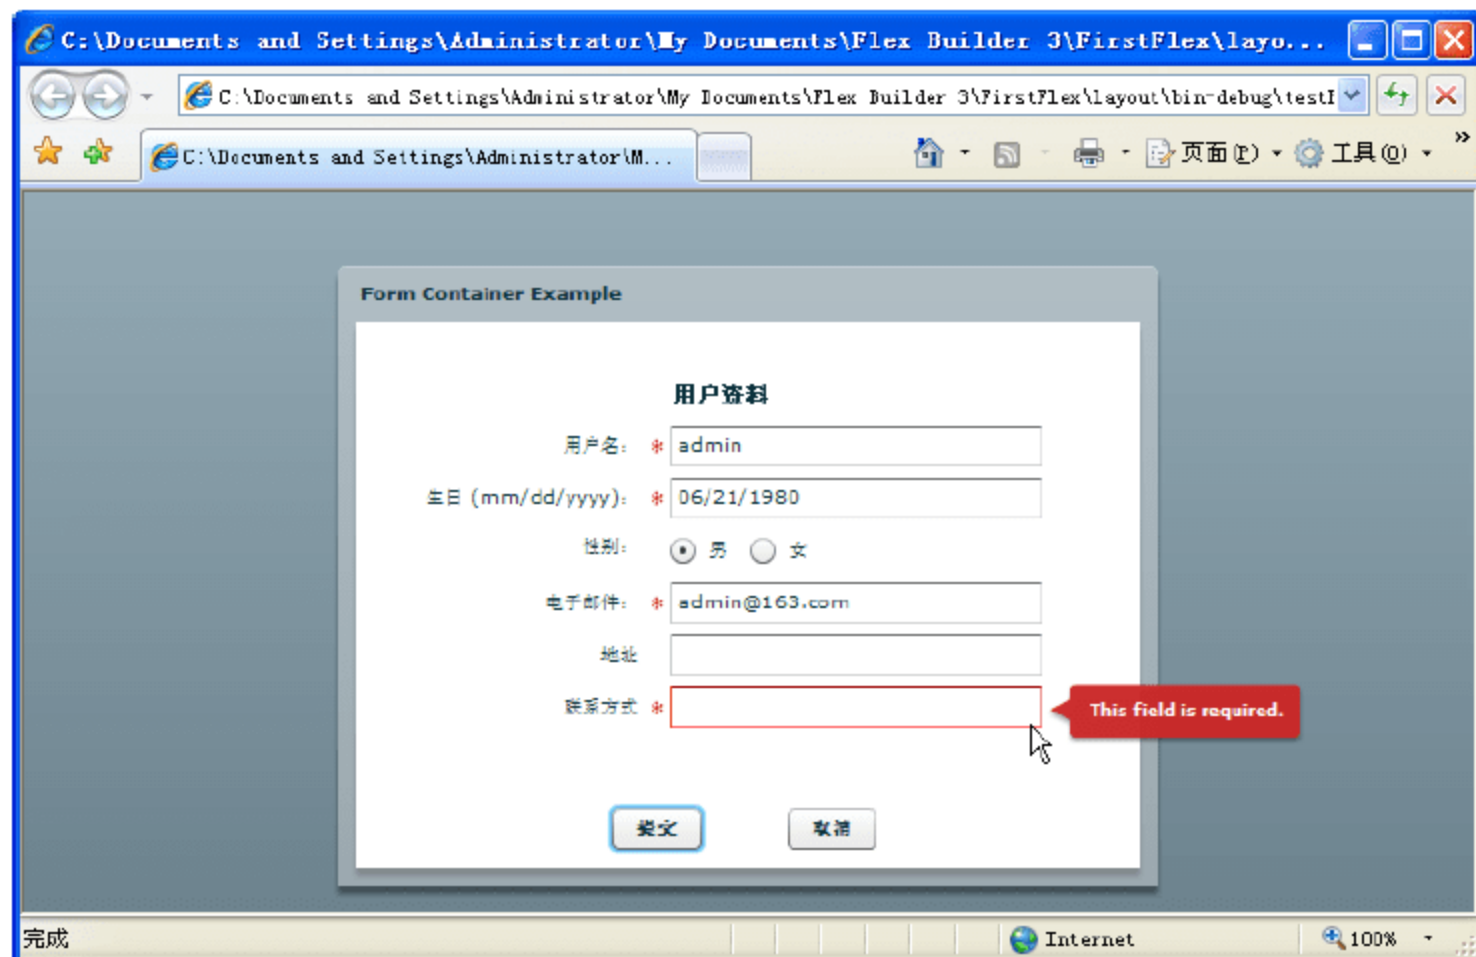 C:\Documents and Settings\Administrator\My Documents\Flex Builder 3\FirstFlex\layo...
C:\Documents and Settings\Administrator\My Documents\Flex Builder 3\FirstFlex\layout\bin-debug\testF
C:\Documents and Settings\Administrator\M...
页面(P)
工具(O)
»
Form Container Example
用户资料
用户名: * admin
生日 (mm/dd/yyyy): * 06/21/1980
性别: 男 女
电子邮件: * admin@163.com
地址
联系方式 *
This field is required.
提交 取消
完成 Internet 100%